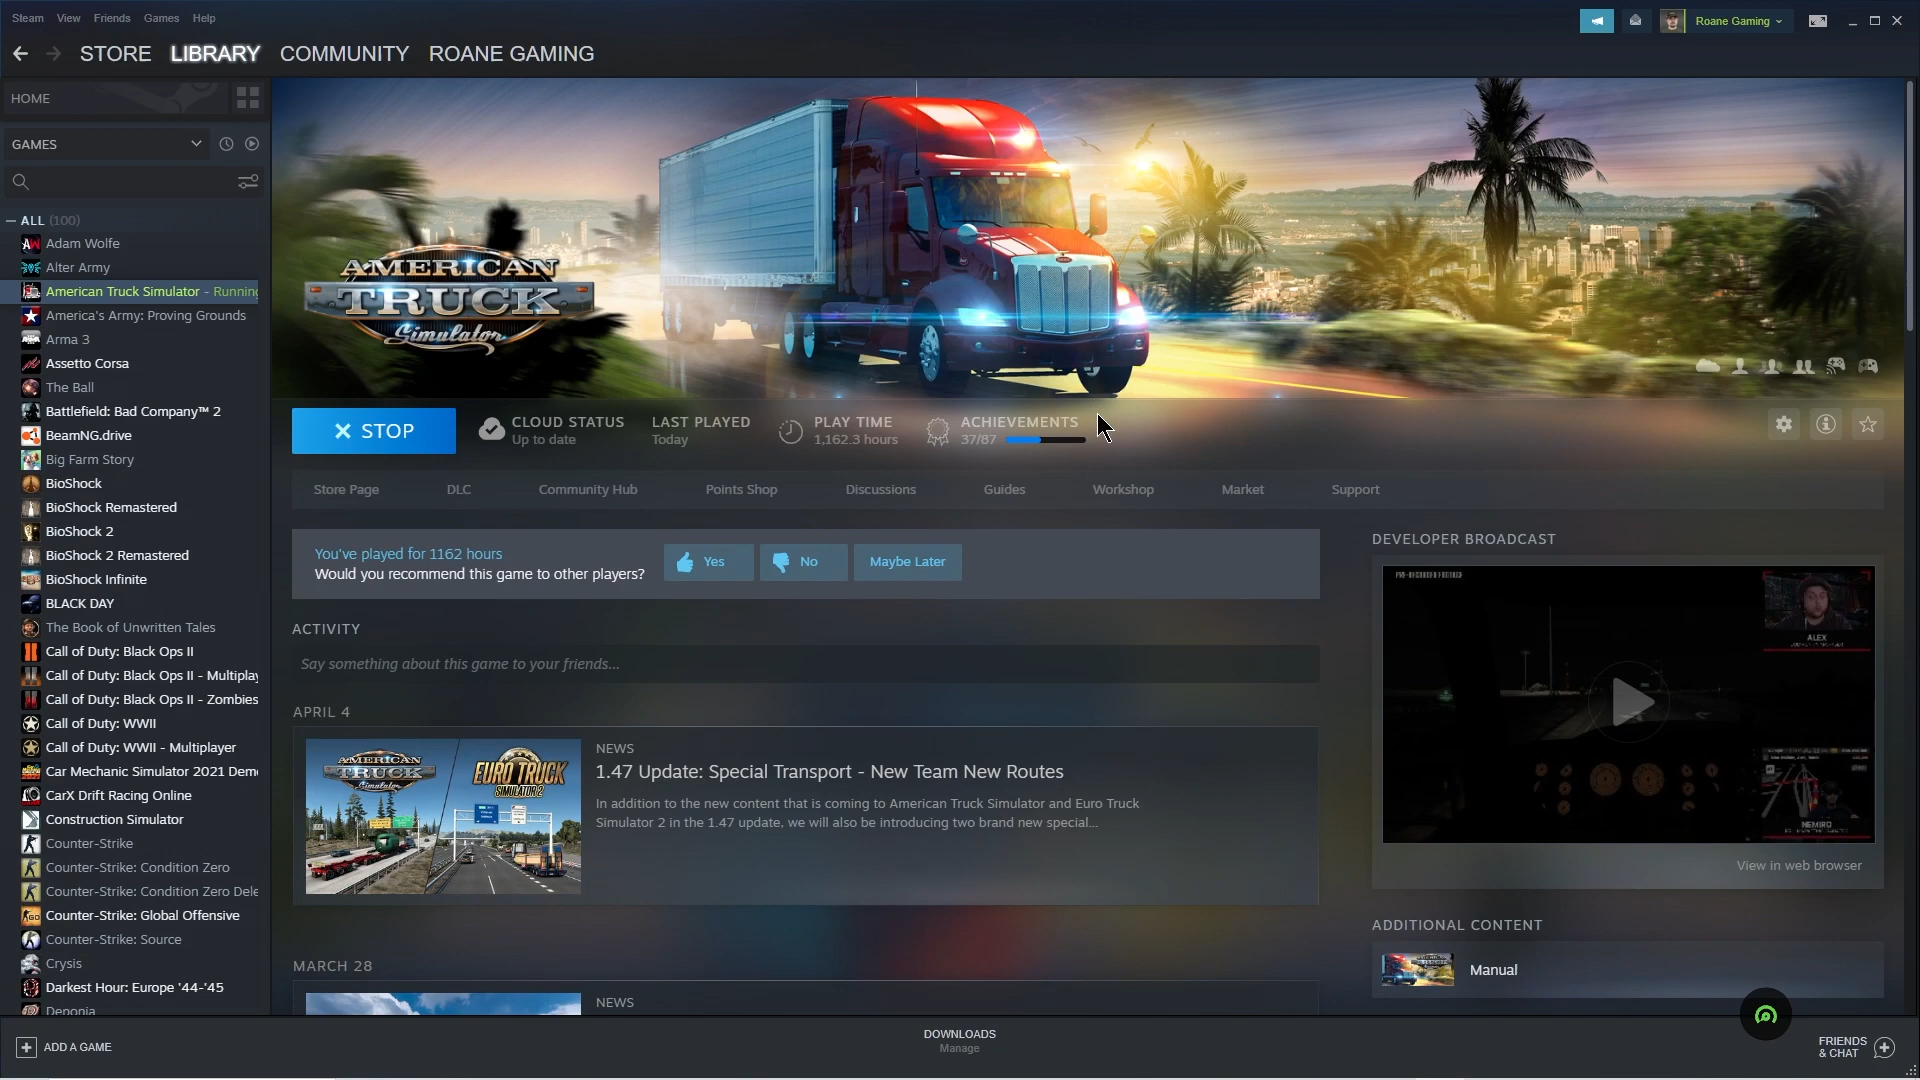 Steam View Friends Games Help
Roane Gaming
STORE LIBRARY COMMUNITY ROANE GAMING
HOME
GAMES
ALL (100)
Adam Wolfe
Alter Army
American Truck Simulator - Running
America's Army: Proving Grounds
Arma 3
Assetto Corsa
The Ball
Battlefield: Bad Company™ 2
BeamNG.drive
Big Farm Story
BioShock
BioShock Remastered
BioShock 2
BioShock 2 Remastered
BioShock Infinite
BLACK DAY
The Book of Unwritten Tales
Call of Duty: Black Ops II
Call of Duty: Black Ops II - Multiplay
Call of Duty: Black Ops II - Zombies
Call of Duty: WWII
Call of Duty: WWII - Multiplayer
Car Mechanic Simulator 2021 Dem
CarX Drift Racing Online
Construction Simulator
Counter-Strike
Counter-Strike: Condition Zero
Counter-Strike: Condition Zero Dele
Counter-Strike: Global Offensive
Counter-Strike: Source
Crysis
Darkest Hour: Europe '44-'45
Deponia
ADD A GAME
AMERICAN
TRUCK
Simulator
STOP
CLOUD STATUS
Up to date
LAST PLAYED
Today
PLAY TIME
1,162.3 hours
ACHIEVEMENTS
37/87
Store Page DLC Community Hub Points Shop Discussions Guides Workshop Market Support
You've played for 1162 hours
Would you recommend this game to other players?
Yes No Maybe Later
ACTIVITY
Say something about this game to your friends...
APRIL 4
AMERICAN
TRUCK
Simulator
EURO TRUCK
SIMULATOR 2
NEWS
1.47 Update: Special Transport - New Team New Routes
In addition to the new content that is coming to American Truck Simulator and Euro Truck
Simulator 2 in the 1.47 update, we will also be introducing two brand new special...
MARCH 28
NEWS
DEVELOPER BROADCAST
PRE-RECORDED FOOTAGE
ALEX
NEMIRO
View in web browser
ADDITIONAL CONTENT
Manual
DOWNLOADS
Manage
FRIENDS
& CHAT